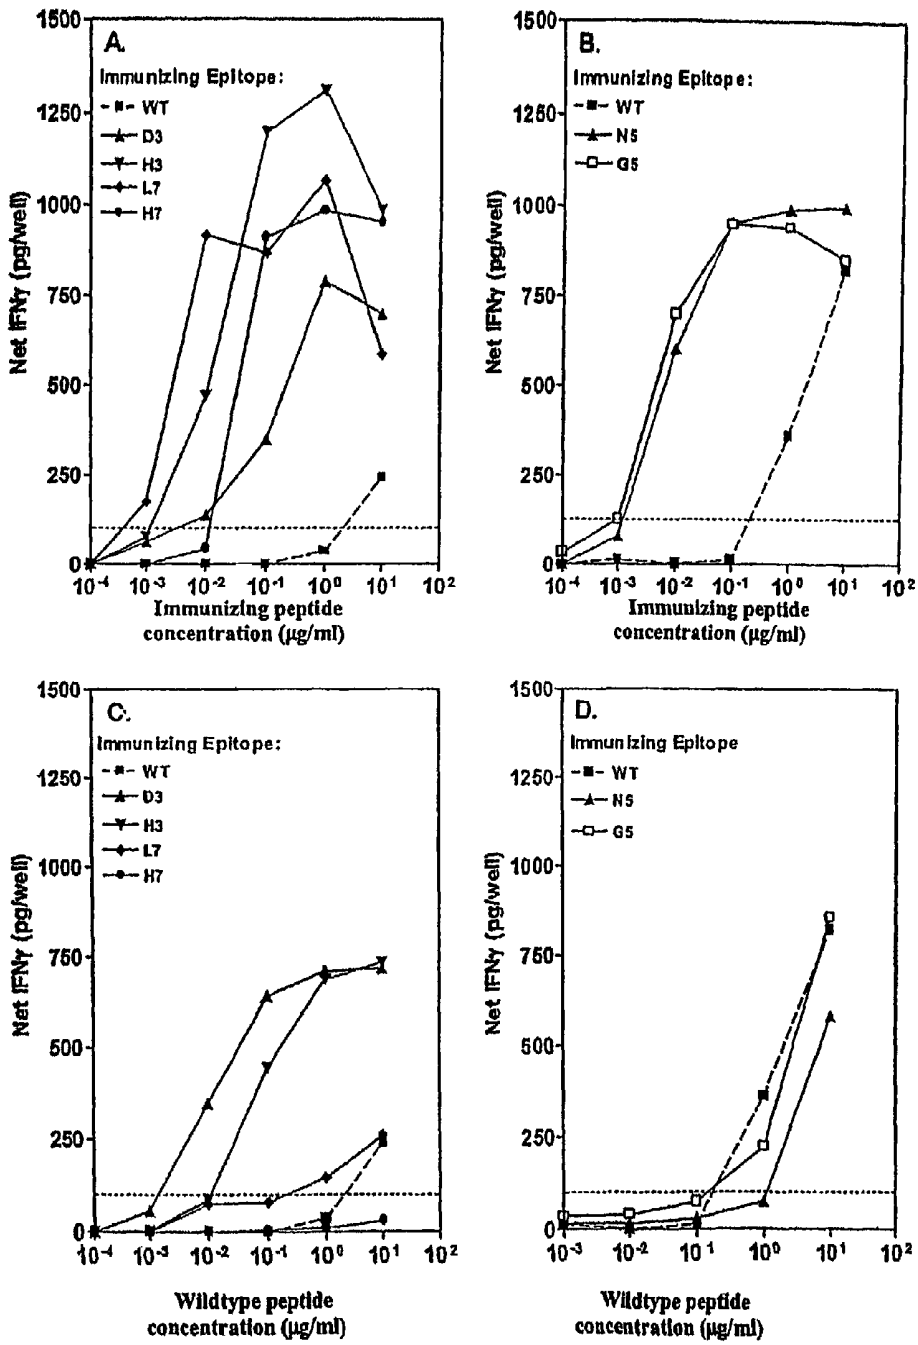 A.
Immunizing Epitope:
WT
D3
H3
L7
H7
Net IFNγ (pg/well)
1500
1250
1000
750
500
250
0
10-4 10-3 10-2 10-1 100 101 102
Immunizing peptide
concentration (µg/ml)
B.
Immunizing Epitope:
WT
N5
G5
Net IFNγ (pg/well)
1500
1250
1000
750
500
250
0
10-4 10-3 10-2 10-1 100 101 102
Immunizing peptide
concentration (µg/ml)
C.
Immunizing Epitope:
WT
D3
H3
L7
H7
Net IFNγ (pg/well)
1500
1250
1000
750
500
250
0
10-4 10-3 10-2 10-1 100 101 102
Wildtype peptide
concentration (µg/ml)
D.
Immunizing Epitope
WT
N5
G5
Net IFNγ (pg/well)
1500
1250
1000
750
500
250
0
10-3 10-2 10 1 100 101 102
Wildtype peptide
concentration (µg/ml)